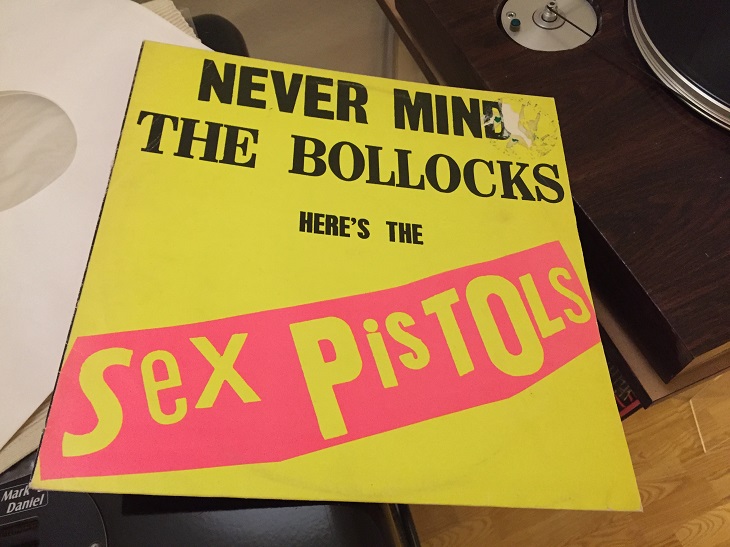 NEVER MIND
THE BOLLOCKS
HERE'S THE
Sex PiSTOLS
Mark
Daniel